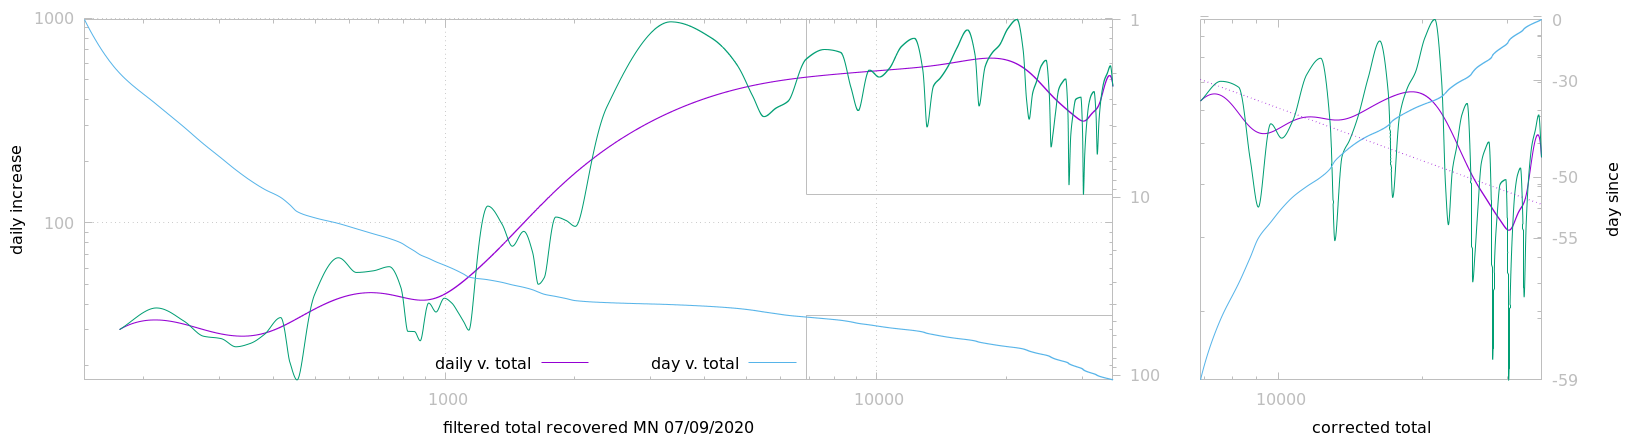 1000
100
daily increase
1
10
100
daily v. total
day v. total
1000
10000
filtered total recovered MN 07/09/2020
0
-30
-50
-55
-59
day since
10000
corrected total